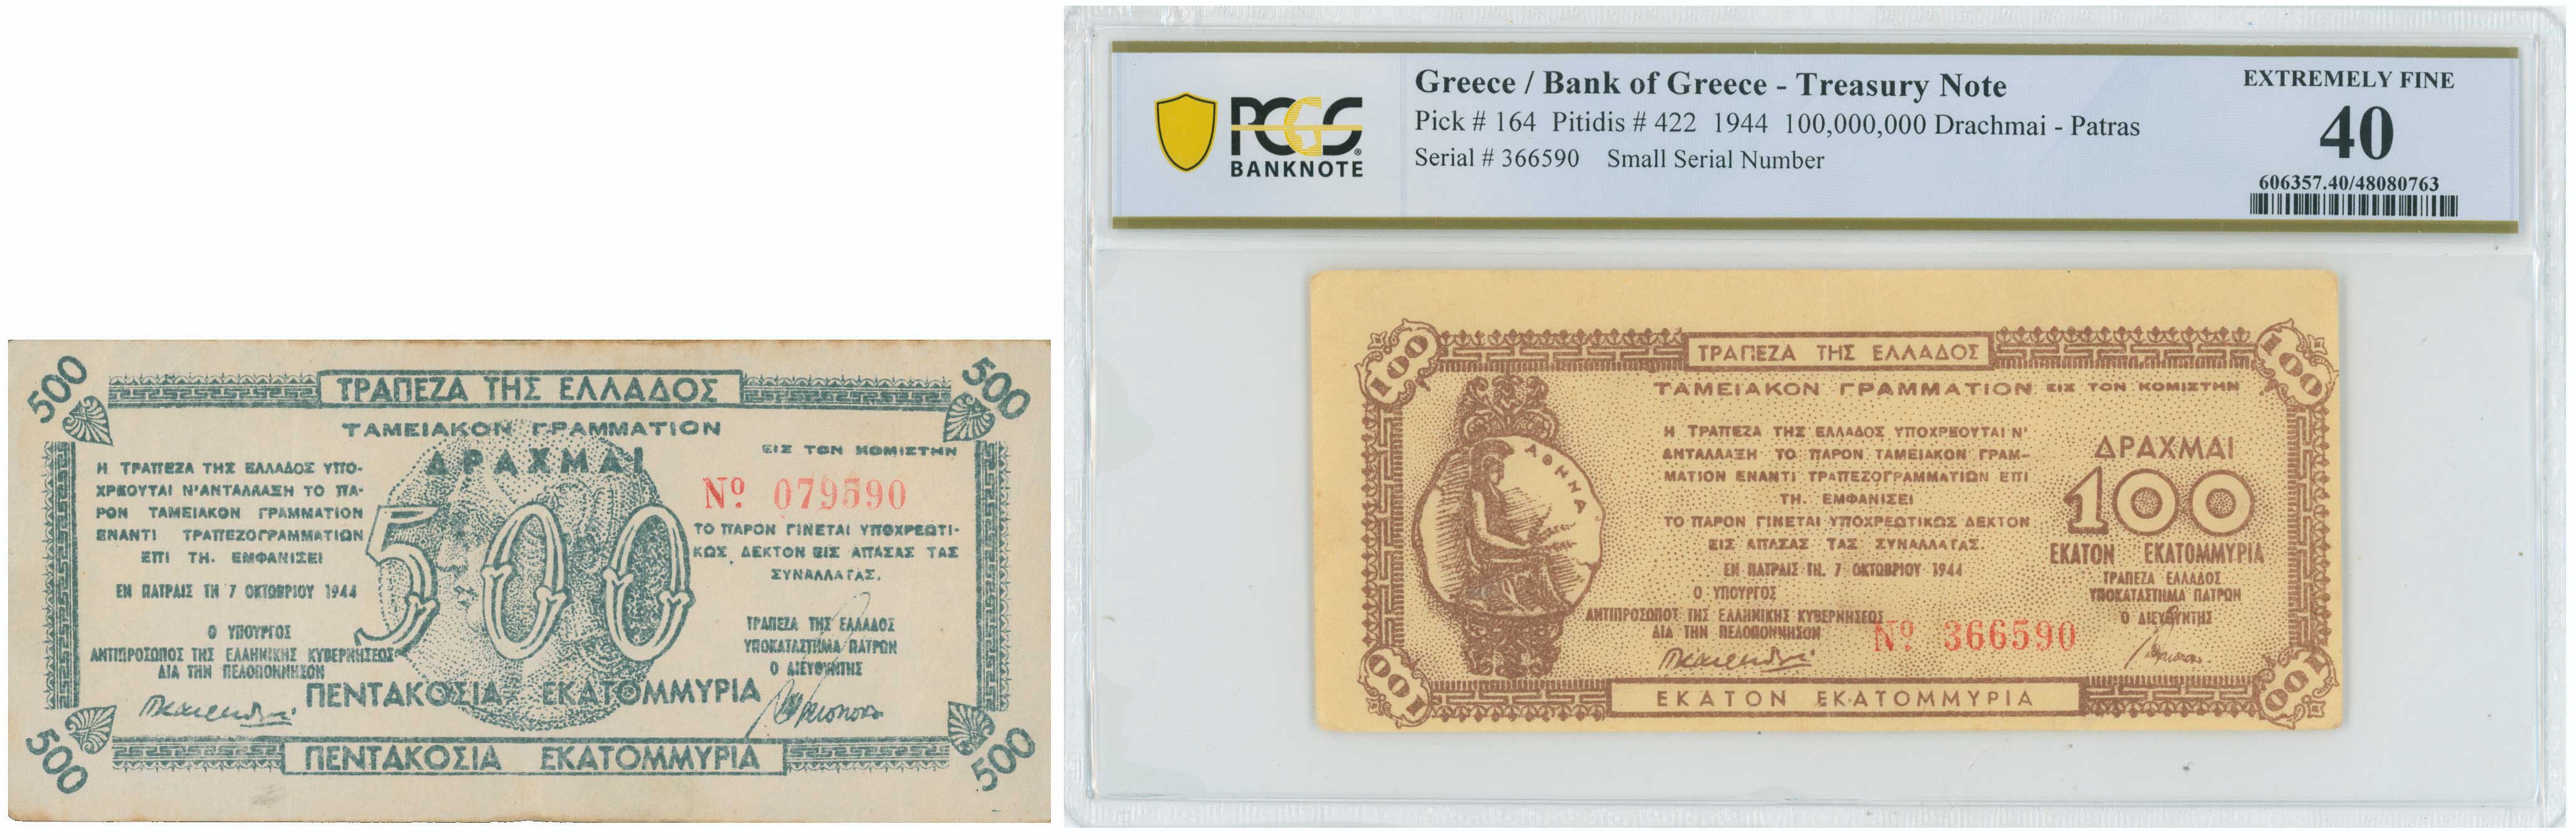 500
500
ΤΡΑΠΕΖΑ ΤΗΣ ΕΛΛΑΔΟΣ
ΤΑΜΕΙΑΚΟΝ ΓΡΑΜΜΑΤΙΟΝ
ΕΙΣ ΤΟΝ ΚΟΜΙΣΤΗΝ
ΔΡΑΧΜΑΙ
Η ΤΡΑΠΕΖΑ ΤΗΣ ΕΛΛΑΔΟΣ ΥΠΟ-
ΧΡΕΟΥΤΑΙ Ν'ΑΝΤΑΛΛΑΞΗ ΤΟ ΠΑ-
ΡΟΝ ΤΑΜΕΙΑΚΟΝ ΓΡΑΜΜΑΤΙΟΝ
ΕΝΑΝΤΙ ΤΡΑΠΕΖΟΓΡΑΜΜΑΤΙΩΝ
ΕΠΙ ΤΗ. ΕΜΦΑΝΙΣΕΙ
ΕΝ ΠΑΤΡΑΙΣ ΤΗ 7 ΟΚΤΩΒΡΙΟΥ 1944
500
Νο 079590
ΤΟ ΠΑΡΟΝ ΓΙΝΕΤΑΙ ΥΠΟΧΡΕΩΤΙ-
ΚΩΣ ΔΕΚΤΟΝ ΕΙΣ ΑΠΑΣΑΣ ΤΑΣ
ΣΥΝΑΛΛΑΓΑΣ.
Ο ΥΠΟΥΡΓΟΣ
ΑΝΤΙΠΡΟΣΩΠΟΣ ΤΗΣ ΕΛΛΗΝΙΚΗΣ ΚΥΒΕΡΝΗΣΕΩΣ
ΔΙΑ ΤΗΝ ΠΕΛΟΠΟΝΝΗΣΟΝ
ΤΡΑΠΕΖΑ ΤΗΣ ΕΛΛΑΔΟΣ
ΥΠΟΚΑΤΑΣΤΗΜΑ ΠΑΤΡΩΝ
Ο ΔΙΕΥΘΥΝΤΗΣ
ΠΕΝΤΑΚΟΣΙΑ ΕΚΑΤΟΜΜΥΡΙΑ
500
500
ΠΕΝΤΑΚΟΣΙΑ ΕΚΑΤΟΜΜΥΡΙΑ
PCGS
BANKNOTE
Greece / Bank of Greece - Treasury Note
Pick # 164 Pitidis # 422 1944 100,000,000 Drachmai - Patras
Serial # 366590 Small Serial Number
EXTREMELY FINE
40
606357.40/48080763
100
100
ΤΡΑΠΕΖΑ ΤΗΣ ΕΛΛΑΔΟΣ
ΤΑΜΕΙΑΚΟΝ ΓΡΑΜΜΑΤΙΟΝ ΕΙΣ ΤΟΝ ΚΟΜΙΣΤΗΝ
ΑΘΗΝΑ
Η ΤΡΑΠΕΖΑ ΤΗΣ ΕΛΛΑΔΟΣ ΥΠΟΧΡΕΟΥΤΑΙ Ν'
ΑΝΤΑΛΛΑΞΗ ΤΟ ΠΑΡΟΝ ΤΑΜΕΙΑΚΟΝ ΓΡΑΜ-
ΜΑΤΙΟΝ ΕΝΑΝΤΙ ΤΡΑΠΕΖΟΓΡΑΜΜΑΤΙΩΝ ΕΠΙ
ΤΗ. ΕΜΦΑΝΙΣΕΙ
ΤΟ ΠΑΡΟΝ ΓΙΝΕΤΑΙ ΥΠΟΧΡΕΩΤΙΚΩΣ ΔΕΚΤΟΝ
ΕΙΣ ΑΠΑΣΑΣ ΤΑΣ ΣΥΝΑΛΛΑΓΑΣ.
ΕΝ ΠΑΤΡΑΙΣ ΤΗ. 7 ΟΚΤΩΒΡΙΟΥ 1944
Ο ΥΠΟΥΡΓΟΣ
ΑΝΤΙΠΡΟΣΩΠΟΣ ΤΗΣ ΕΛΛΗΝΙΚΗΣ ΚΥΒΕΡΝΗΣΕΩΣ
ΔΙΑ ΤΗΝ ΠΕΛΟΠΟΝΝΗΣΟΝ
Νο 366590
ΔΡΑΧΜΑΙ
100
ΕΚΑΤΟΝ ΕΚΑΤΟΜΜΥΡΙΑ
ΤΡΑΠΕΖΑ ΕΛΛΑΔΟΣ
ΥΠΟΚΑΤΑΣΤΗΜΑ ΠΑΤΡΩΝ
Ο ΔΙΕΥΘΥΝΤΗΣ
100
100
ΕΚΑΤΟΝ ΕΚΑΤΟΜΜΥΡΙΑ